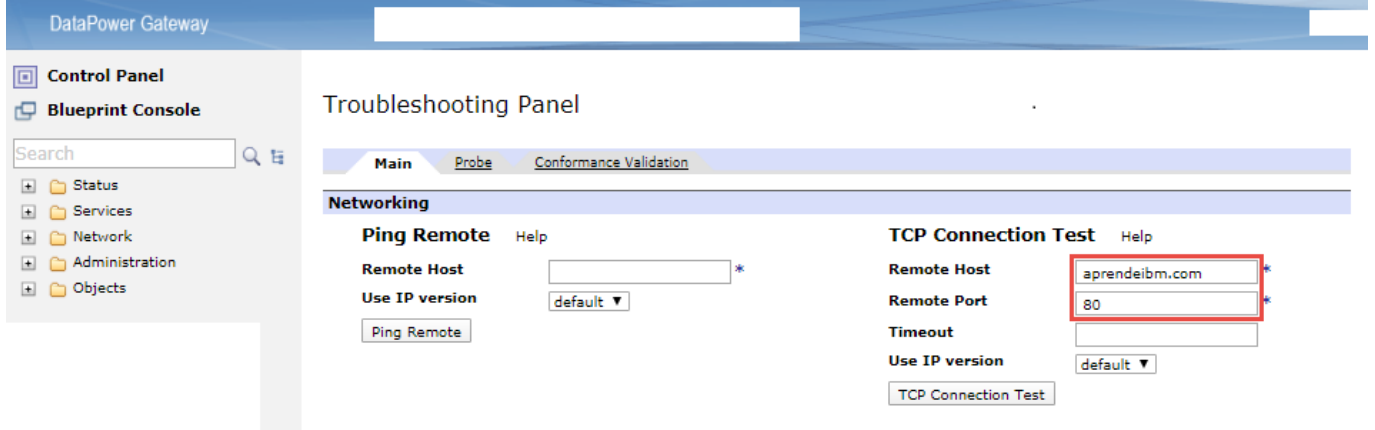 DataPower Gateway
Control Panel
Blueprint Console
Search
Status
Services
Network
Administration
Objects
Troubleshooting Panel
Main Probe Conformance Validation
Networking
Ping Remote Help
Remote Host *
Use IP version default ▼
Ping Remote
TCP Connection Test Help
Remote Host aprendeibm.com *
Remote Port 80 *
Timeout
Use IP version default ▼
TCP Connection Test